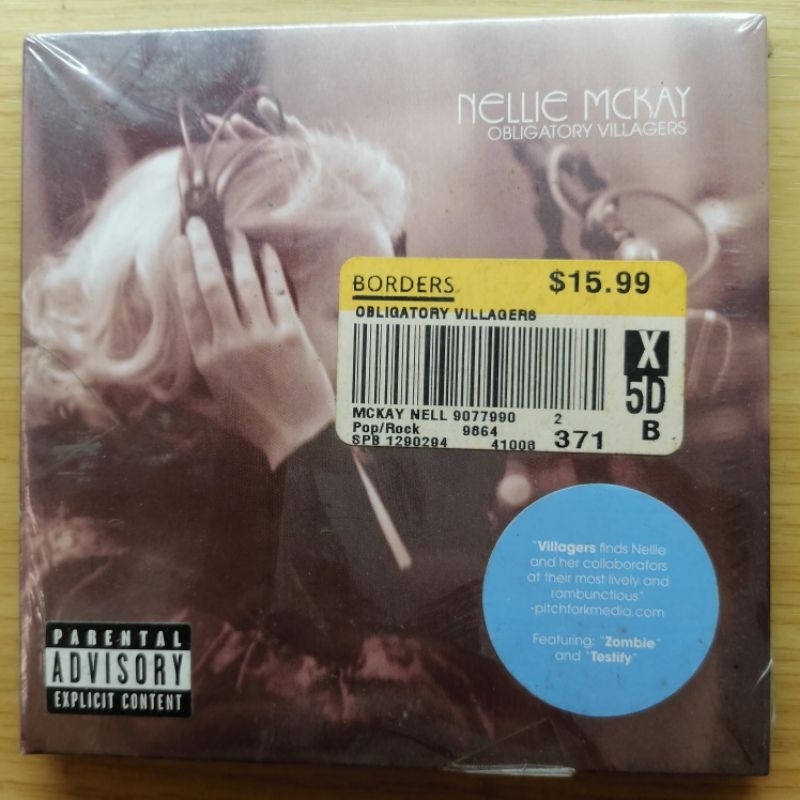 NELLIE MCKAY
OBLIGATORY VILLAGERS
BORDERS. $15.99
OBLIGATORY VILLAGERS
X
5D
B
MCKAY NELL 9077990 2
Pop/Rock 9864
SPB 1290294 41008 371
"Villagers finds Nellie
and her collaborators
at their most lively and
rambunctious"
-pitchforkmedia.com
Featuring: "Zombie"
and "Testify"
PARENTAL
ADVISORY
EXPLICIT CONTENT